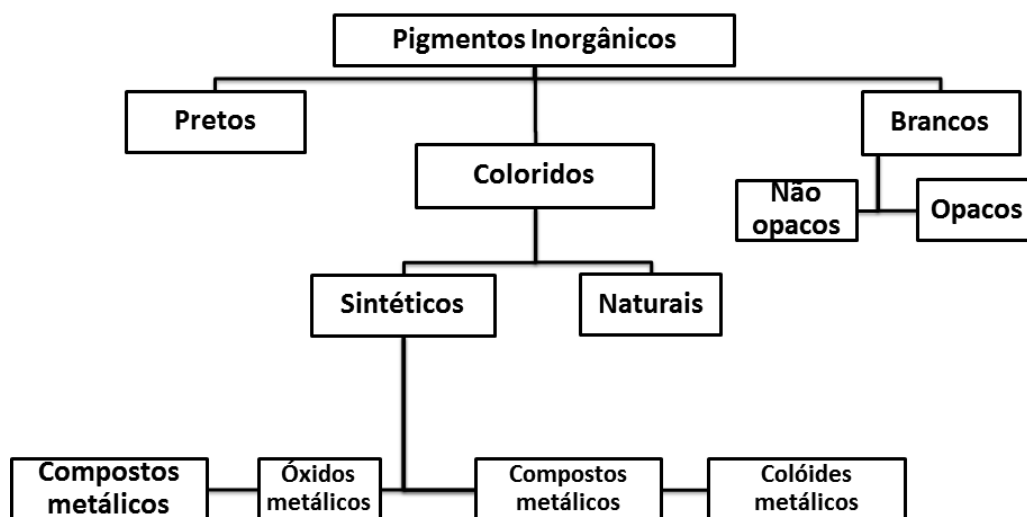 Pigmentos Inorgânicos
Pretos
Brancos
Coloridos
Não
opacos
Opacos
Sintéticos
Naturais
Compostos
metálicos
Óxidos
metálicos
Compostos
metálicos
Colóides
metálicos